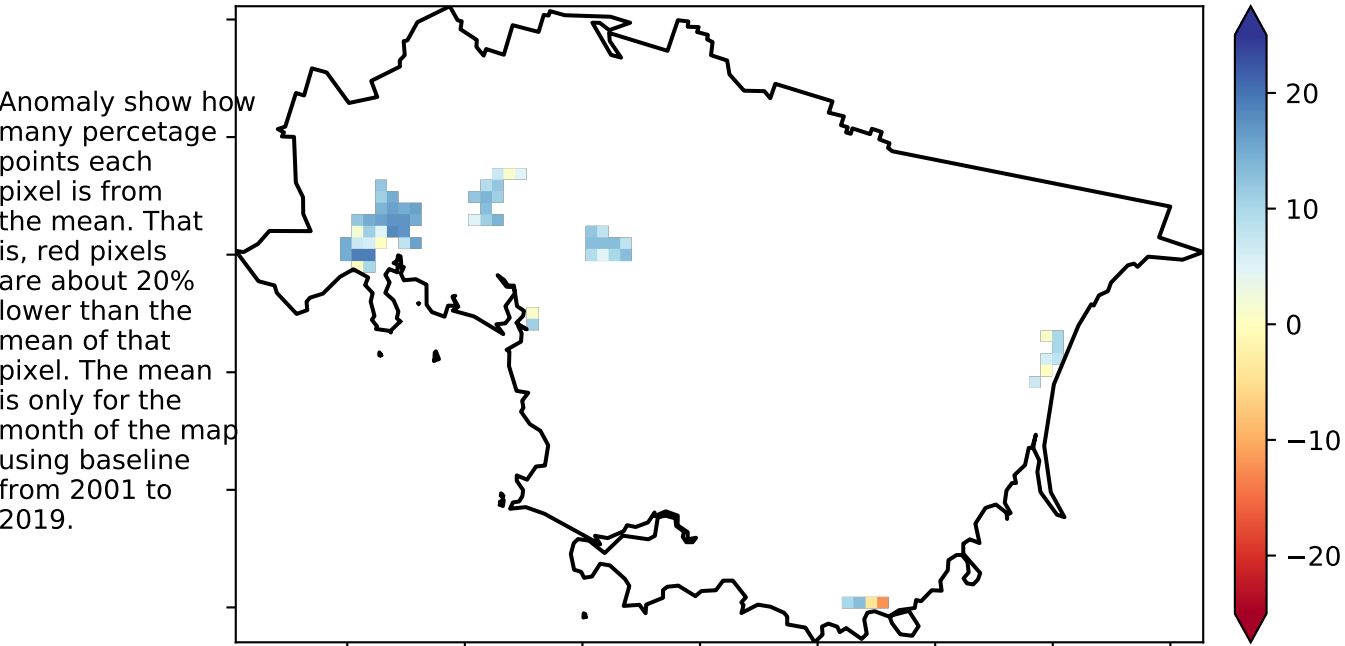 Anomaly show how
many percetage
points each
pixel is from
the mean. That
is, red pixels
are about 20%
lower than the
mean of that
pixel. The mean
is only for the
month of the map
using baseline
from 2001 to
2019.
20
10
0
−10
−20